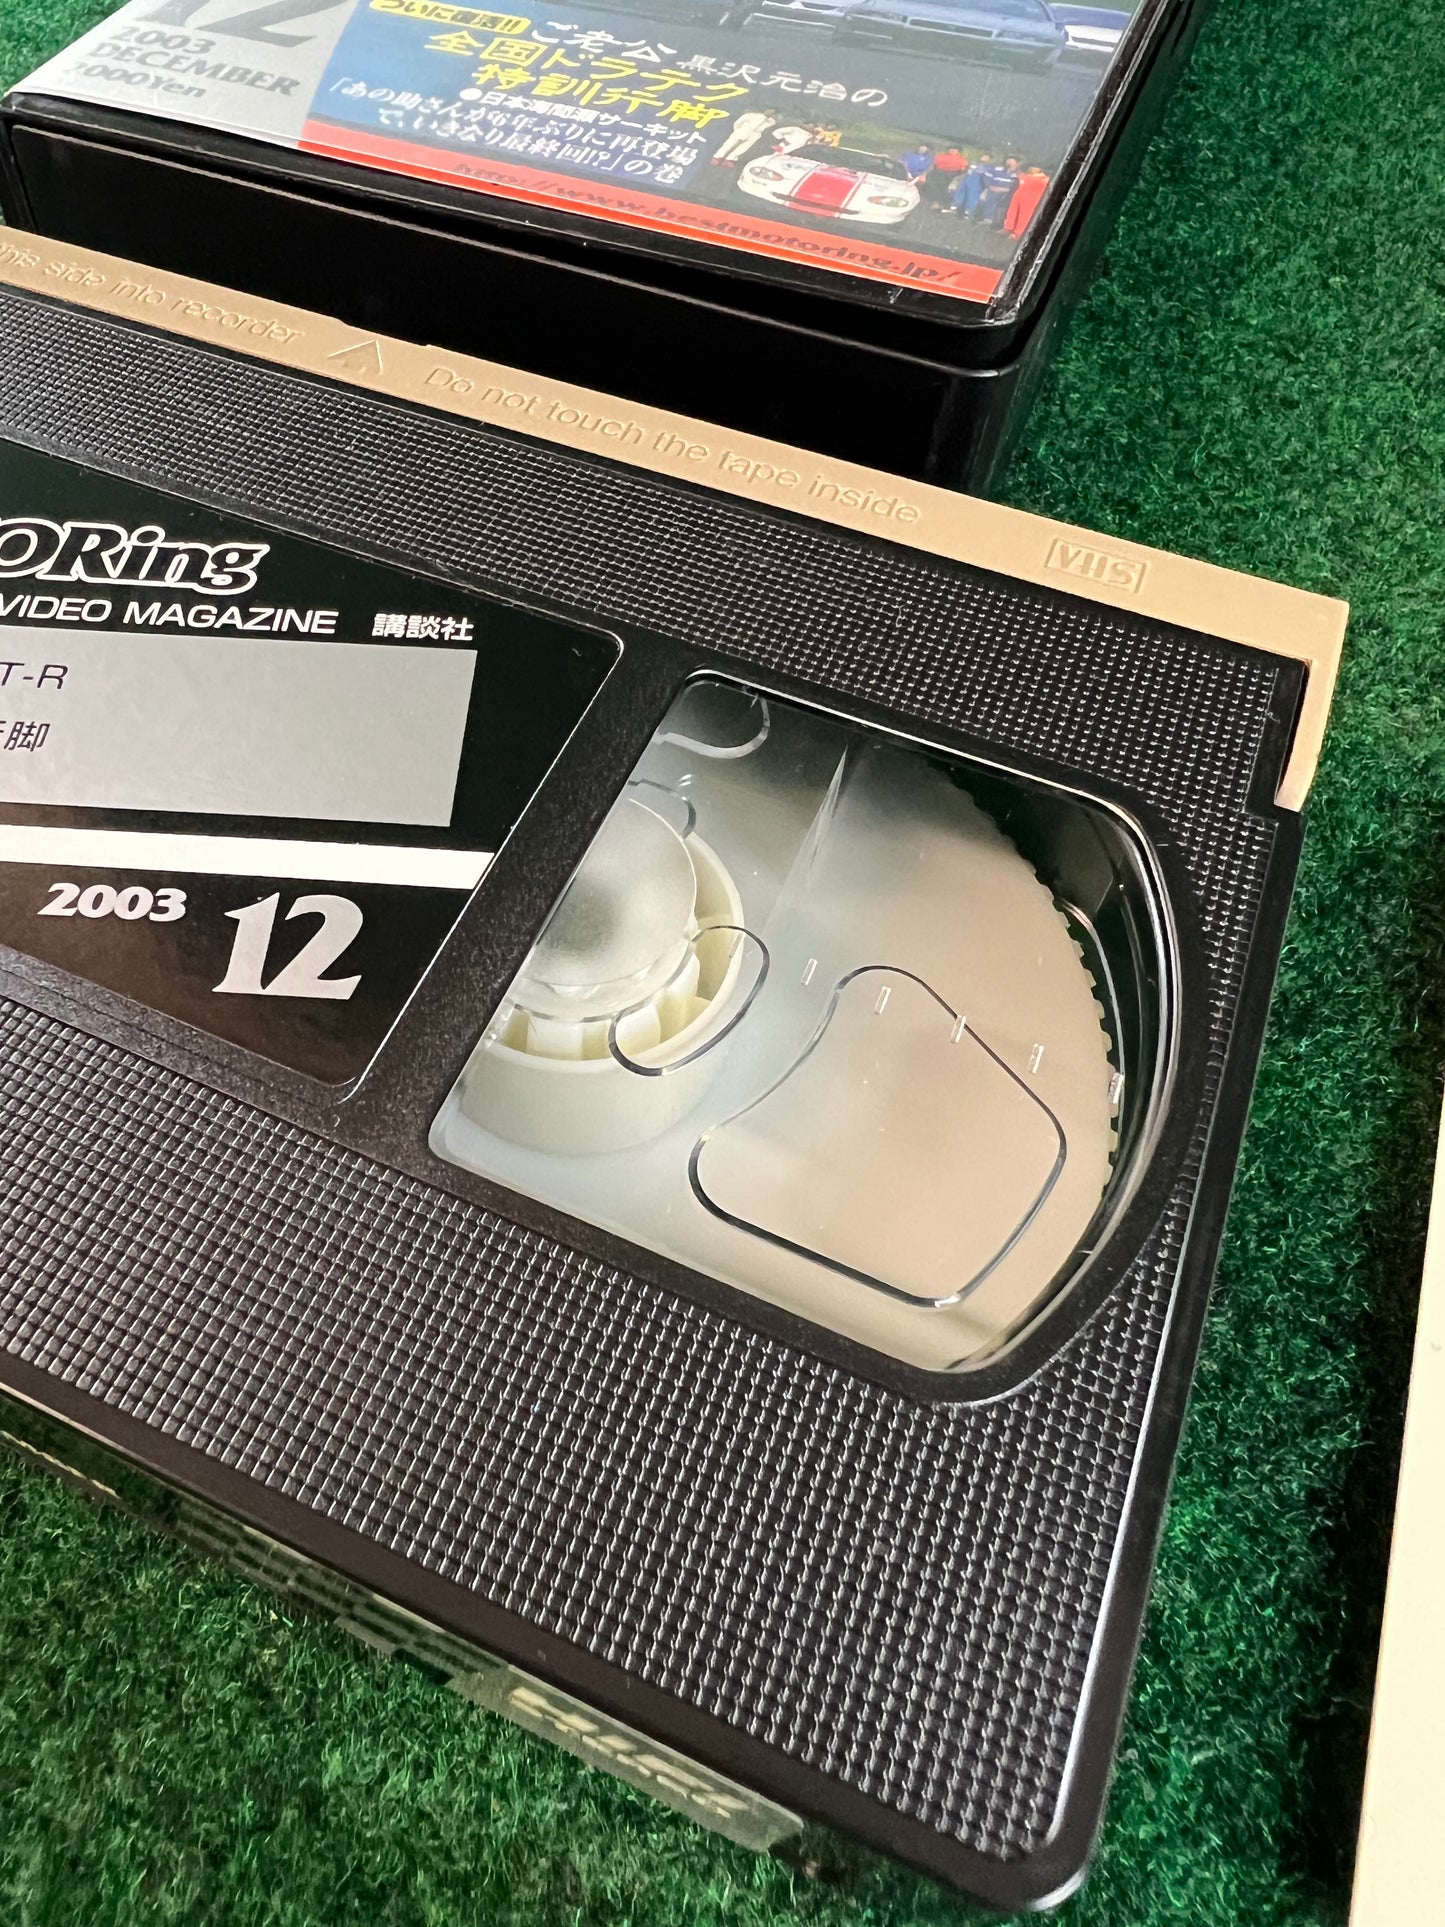 12
2003
DECEMBER
2000Yen
ついに復活!!
ご老公 黒沢元治の
全国ドラテク
特訓行脚
●日本海間瀬サーキット
「あの助さんが6年ぶりに再登場
で、いきなり最終回!?」の巻
http://www.bestmotoring.jp/
this side into recorder
Do not touch the tape inside
VHS
ORing
VIDEO MAGAZINE 講談社
T-R
行脚
2003 12